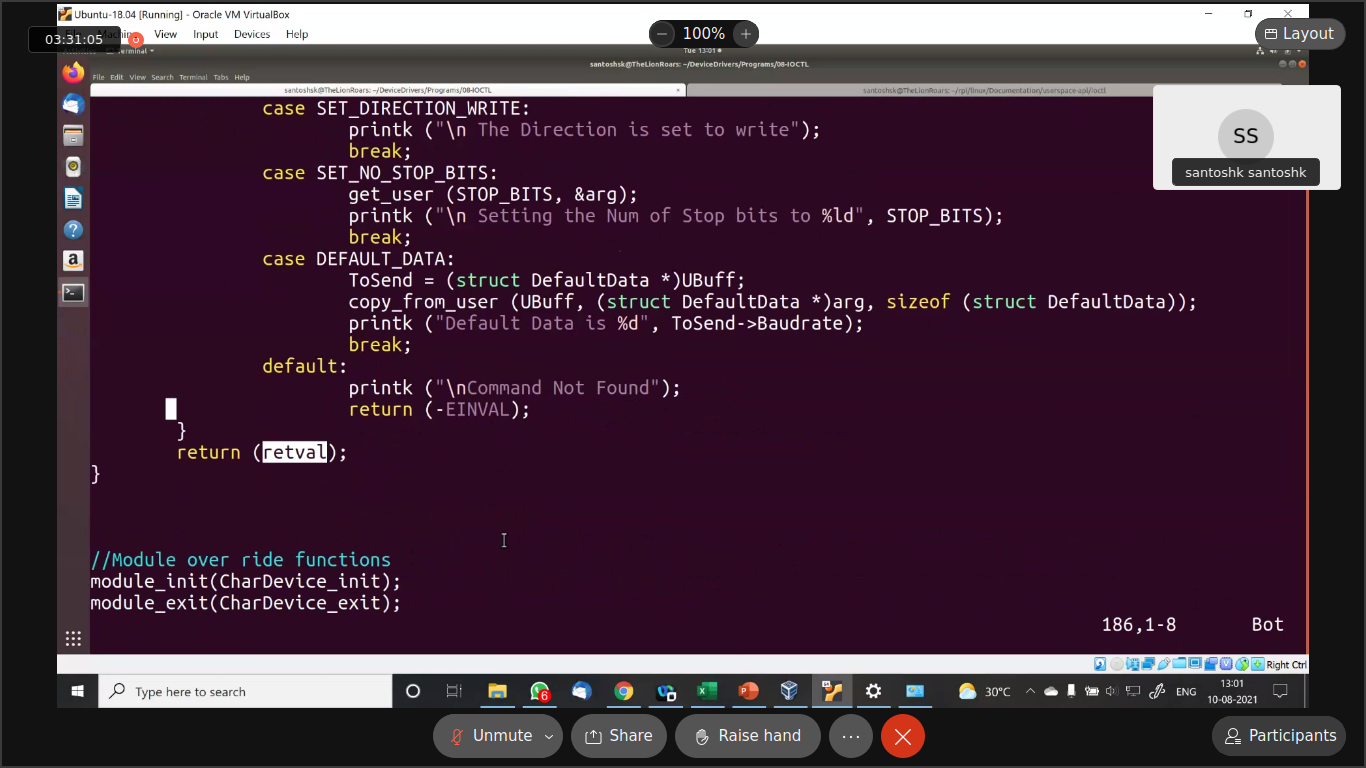 Ubuntu-18.04 [Running] - Oracle VM VirtualBox
View Input Devices Help
03:31:05
100%
Layout
Tue 13:01
santoshsk@TheLionRoars: ~/DeviceDrivers/Programs/08-IOCTL
File Edit View Search Terminal Tabs Help
santoshsk@TheLionRoars: ~/DeviceDrivers/Programs/08-IOCTL
santoshsk@TheLionRoars: ~/rpi/linux/Documentation/userspace-api/ioctl
case SET_DIRECTION_WRITE:
printk ("\n The Direction is set to write");
break;
case SET_NO_STOP_BITS:
get_user (STOP_BITS, &arg);
printk ("\n Setting the Num of Stop bits to %ld", STOP_BITS);
break;
case DEFAULT_DATA:
ToSend = (struct DefaultData *)UBuff;
copy_from_user (UBuff, (struct DefaultData *)arg, sizeof (struct DefaultData));
printk ("Default Data is %d", ToSend->Baudrate);
break;
default:
printk ("\nCommand Not Found");
return (-EINVAL);
}
return (retval);
}
//Module over ride functions
module_init(CharDevice_init);
module_exit(CharDevice_exit);
186,1-8 Bot
SS
santoshk santoshk
Right Ctrl
Type here to search
6
30°C
ENG
13:01
10-08-2021
Unmute
Share
Raise hand
Participants